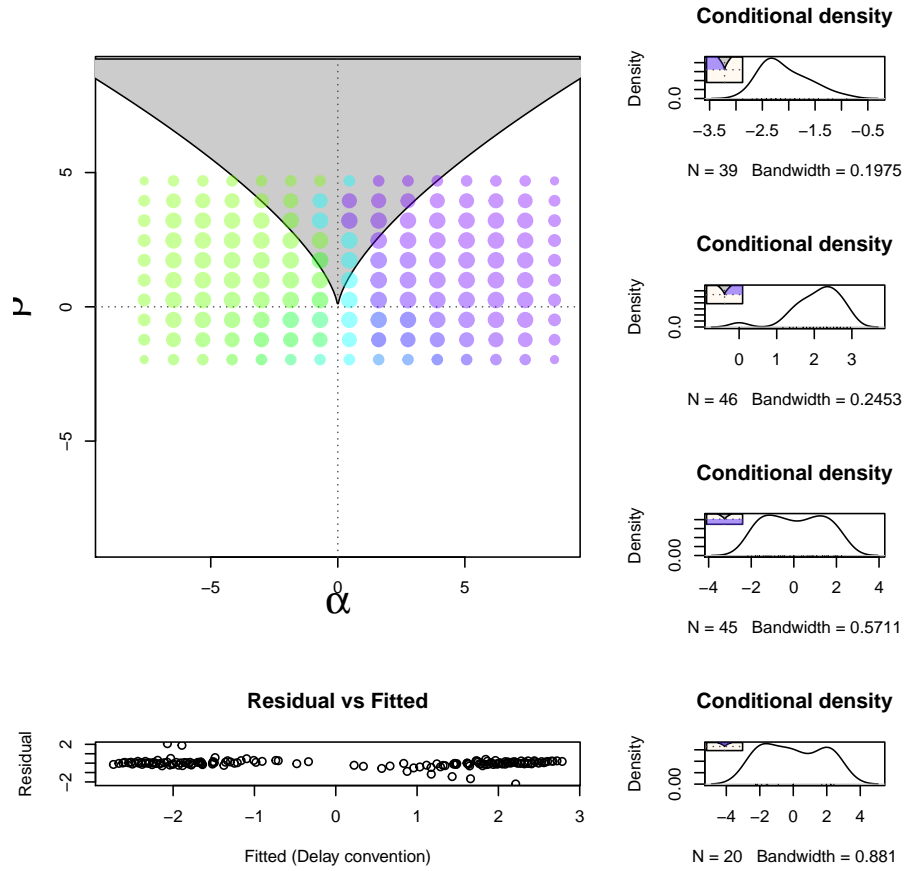 5
0
−5
−5
0
5
α
Conditional density
Density
0.0
−3.5
−2.5
−1.5
−0.5
N = 39 Bandwidth = 0.1975
Conditional density
Density
0.0
0
1
2
3
N = 46 Bandwidth = 0.2453
Conditional density
Density
0.00
−4
−2
0
2
4
N = 45 Bandwidth = 0.5711
Residual vs Fitted
Residual
2
−2
−2
−1
0
1
2
3
Fitted (Delay convention)
Conditional density
Density
0.00
−4
−2
0
2
4
N = 20 Bandwidth = 0.881